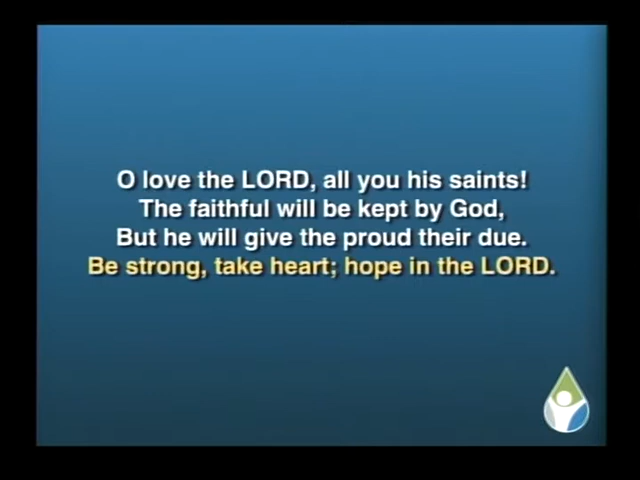 O love the LORD, all you his saints!
The faithful will be kept by God,
But he will give the proud their due.
Be strong, take heart; hope in the LORD.